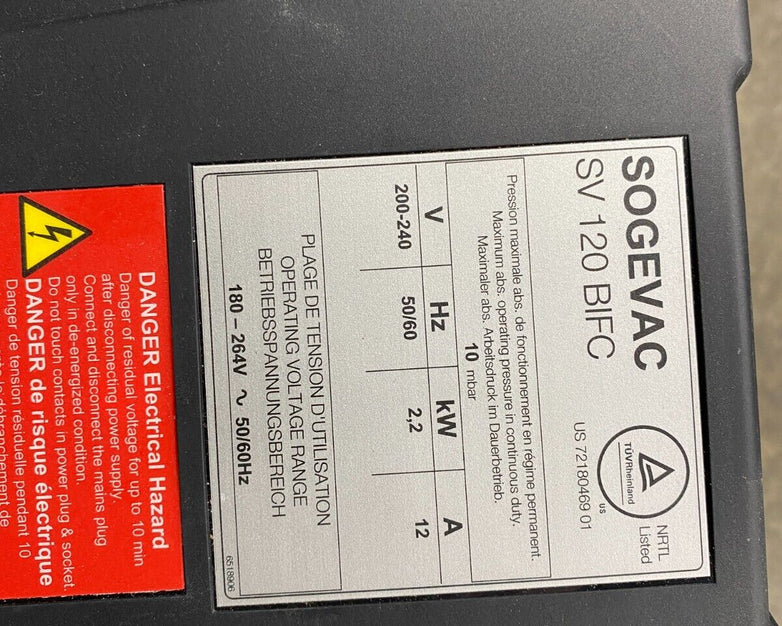 SOGEVAC
SV 120 BIFC
TÜVRheinland
US
NRTL
Listed
US 72180469 01
Pression maximale abs. de fonctionnement en régime permanent.
Maximum abs. operating pressure in continuous duty.
Maximaler abs. Arbeitsdruck im Dauerbetrieb.
10 mbar
V Hz kW A
200-240 50/60 2,2 12
PLAGE DE TENSION D'UTILISATION
OPERATING VOLTAGE RANGE
BETRIEBSSPANNUNGSBEREICH
180 – 264V ∿ 50/60Hz
6518906
DANGER Electrical Hazard
Danger of residual voltage for up to 10 min
after disconnecting power supply.
Connect and disconnect the mains plug
only in de-energized condition.
Do not touch contacts in power plug & socket.
DANGER de risque électrique
Danger de tension résiduelle pendant 10
débranchement de